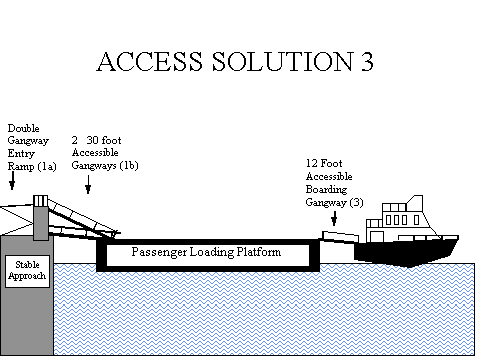 ACCESS SOLUTION 3
Double
Gangway
Entry
Ramp (1a)
2   30 foot
Accessible
Gangways (1b)
12 Foot
Accessible
Boarding
Gangway (3)
Passenger Loading Platform
Stable
Approach